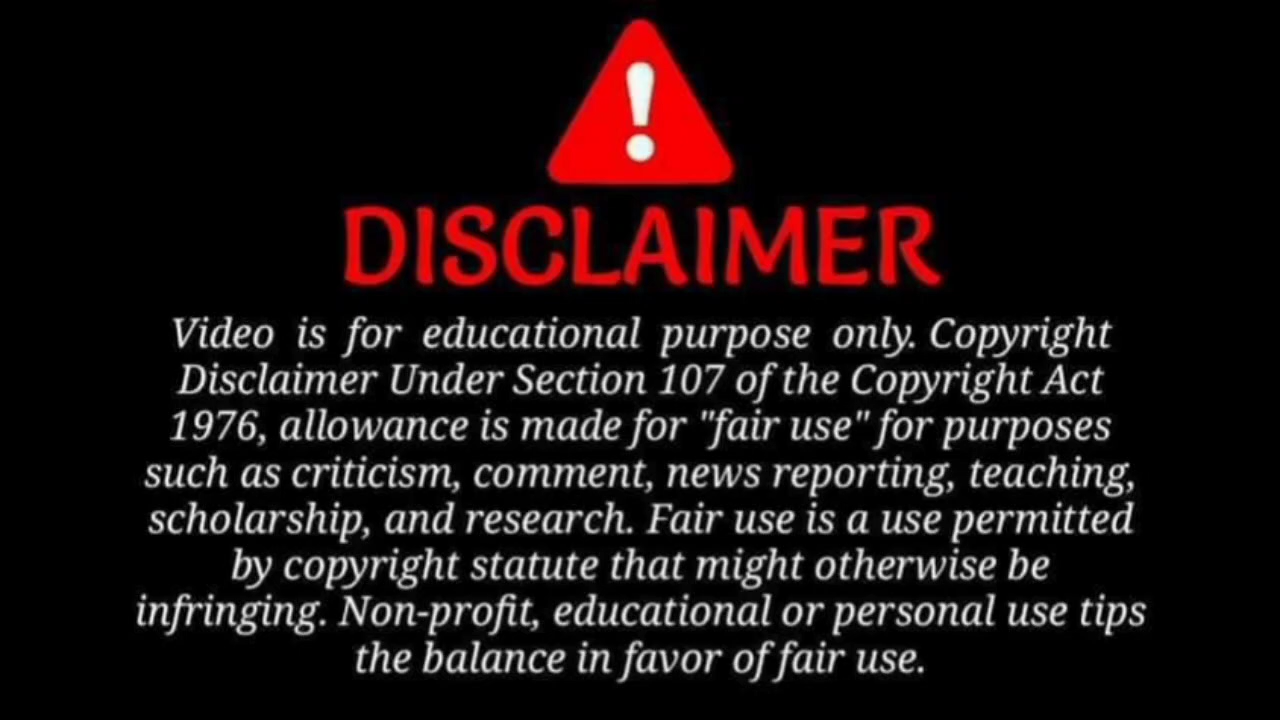 DISCLAIMER
Video is for educational purpose only. Copyright
Disclaimer Under Section 107 of the Copyright Act
1976, allowance is made for "fair use" for purposes
such as criticism, comment, news reporting, teaching,
scholarship, and research. Fair use is a use permitted
by copyright statute that might otherwise be
infringing. Non-profit, educational or personal use tips
the balance in favor of fair use.